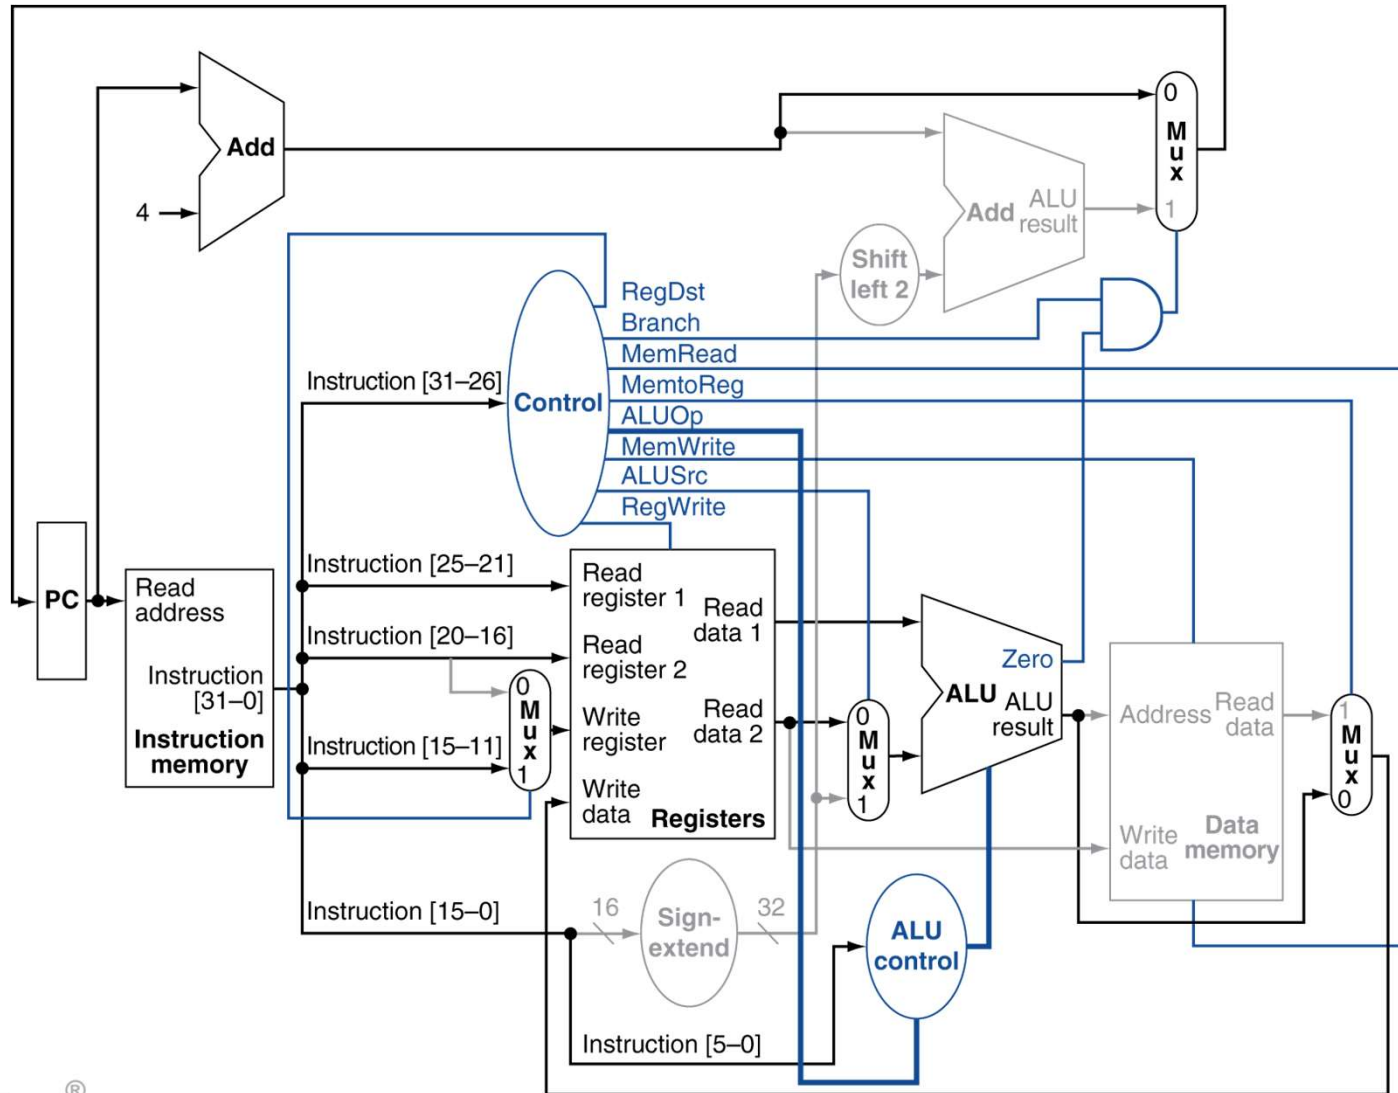 0
M
u
x
1
Add
4
Add
ALU
result
Shift
left 2
RegDst
Branch
MemRead
MemtoReg
ALUOp
MemWrite
ALUSrc
RegWrite
Control
Instruction [31–26]
Instruction [25–21]
Instruction [20–16]
Instruction [15–11]
Instruction [15–0]
Instruction [5–0]
PC
Read
address
Instruction
[31–0]
Instruction
memory
0
M
u
x
1
Read
register 1
Read
register 2
Write
register
Write
data
Read
data 1
Read
data 2
Registers
0
M
u
x
1
Zero
ALU
ALU
result
Address
Read
data
Write
data
Data
memory
1
M
u
x
0
16
Sign-
extend
32
ALU
control
®